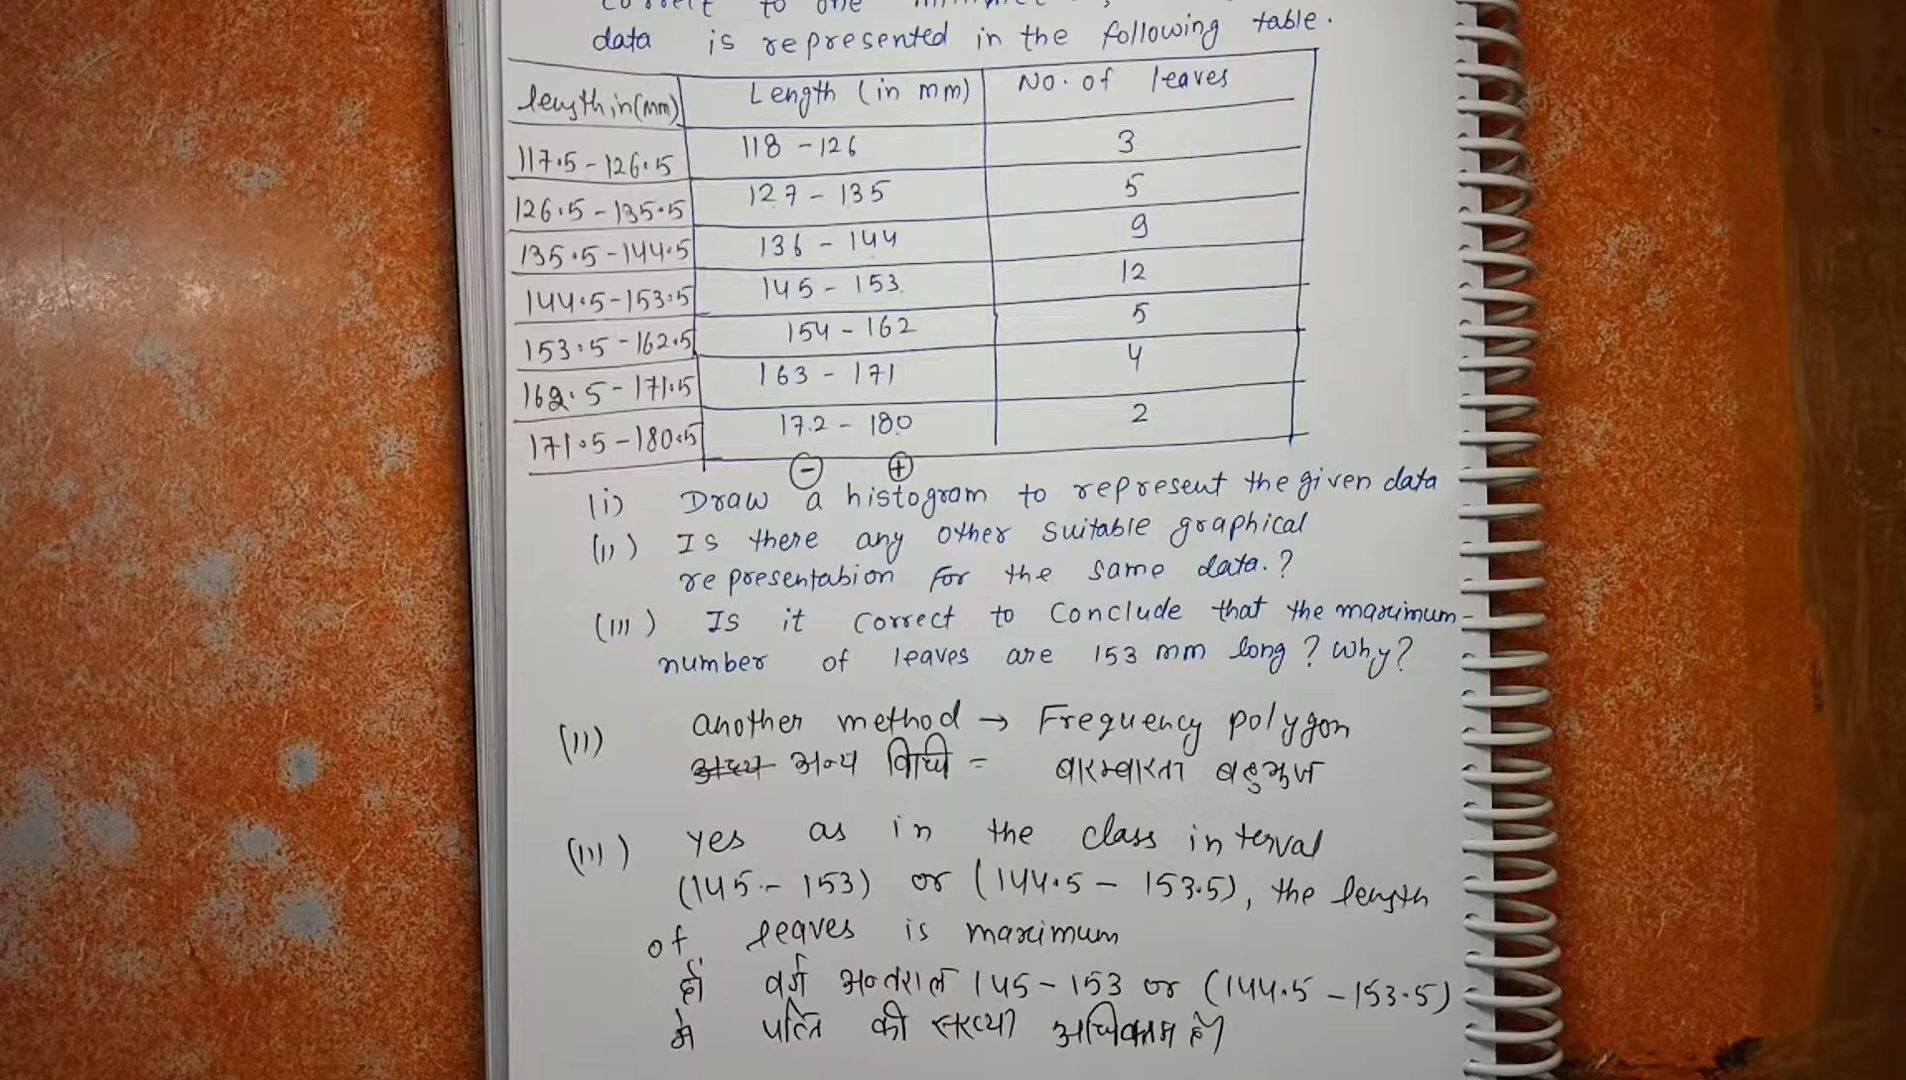 to one
data is represented in the following table.
length in (mm) Length (in mm) No. of leaves
117.5 - 126.5 118 - 126 3
126.5 - 135.5 127 - 135 5
135.5 - 144.5 136 - 144 9
144.5 - 153.5 145 - 153 12
153.5 - 162.5 154 - 162 5
162.5 - 171.5 163 - 171 4
171.5 - 180.5 172 - 180 2
- +
(i) Draw a histogram to represent the given data
(ii) Is there any other suitable graphical
representation for the same data.?
(iii) Is it correct to conclude that the maximum
number of leaves are 153 mm long? why?
(ii) another method → Frequency polygon
अन्य विधि = बारम्बारता बहुभुज
(iii) Yes as in the class interval
(145 - 153) or (144.5 - 153.5), the length
of leaves is maximum
हाँ वर्ग अन्तराल 145 - 153 or (144.5 - 153.5)
मे की अधिकतम है